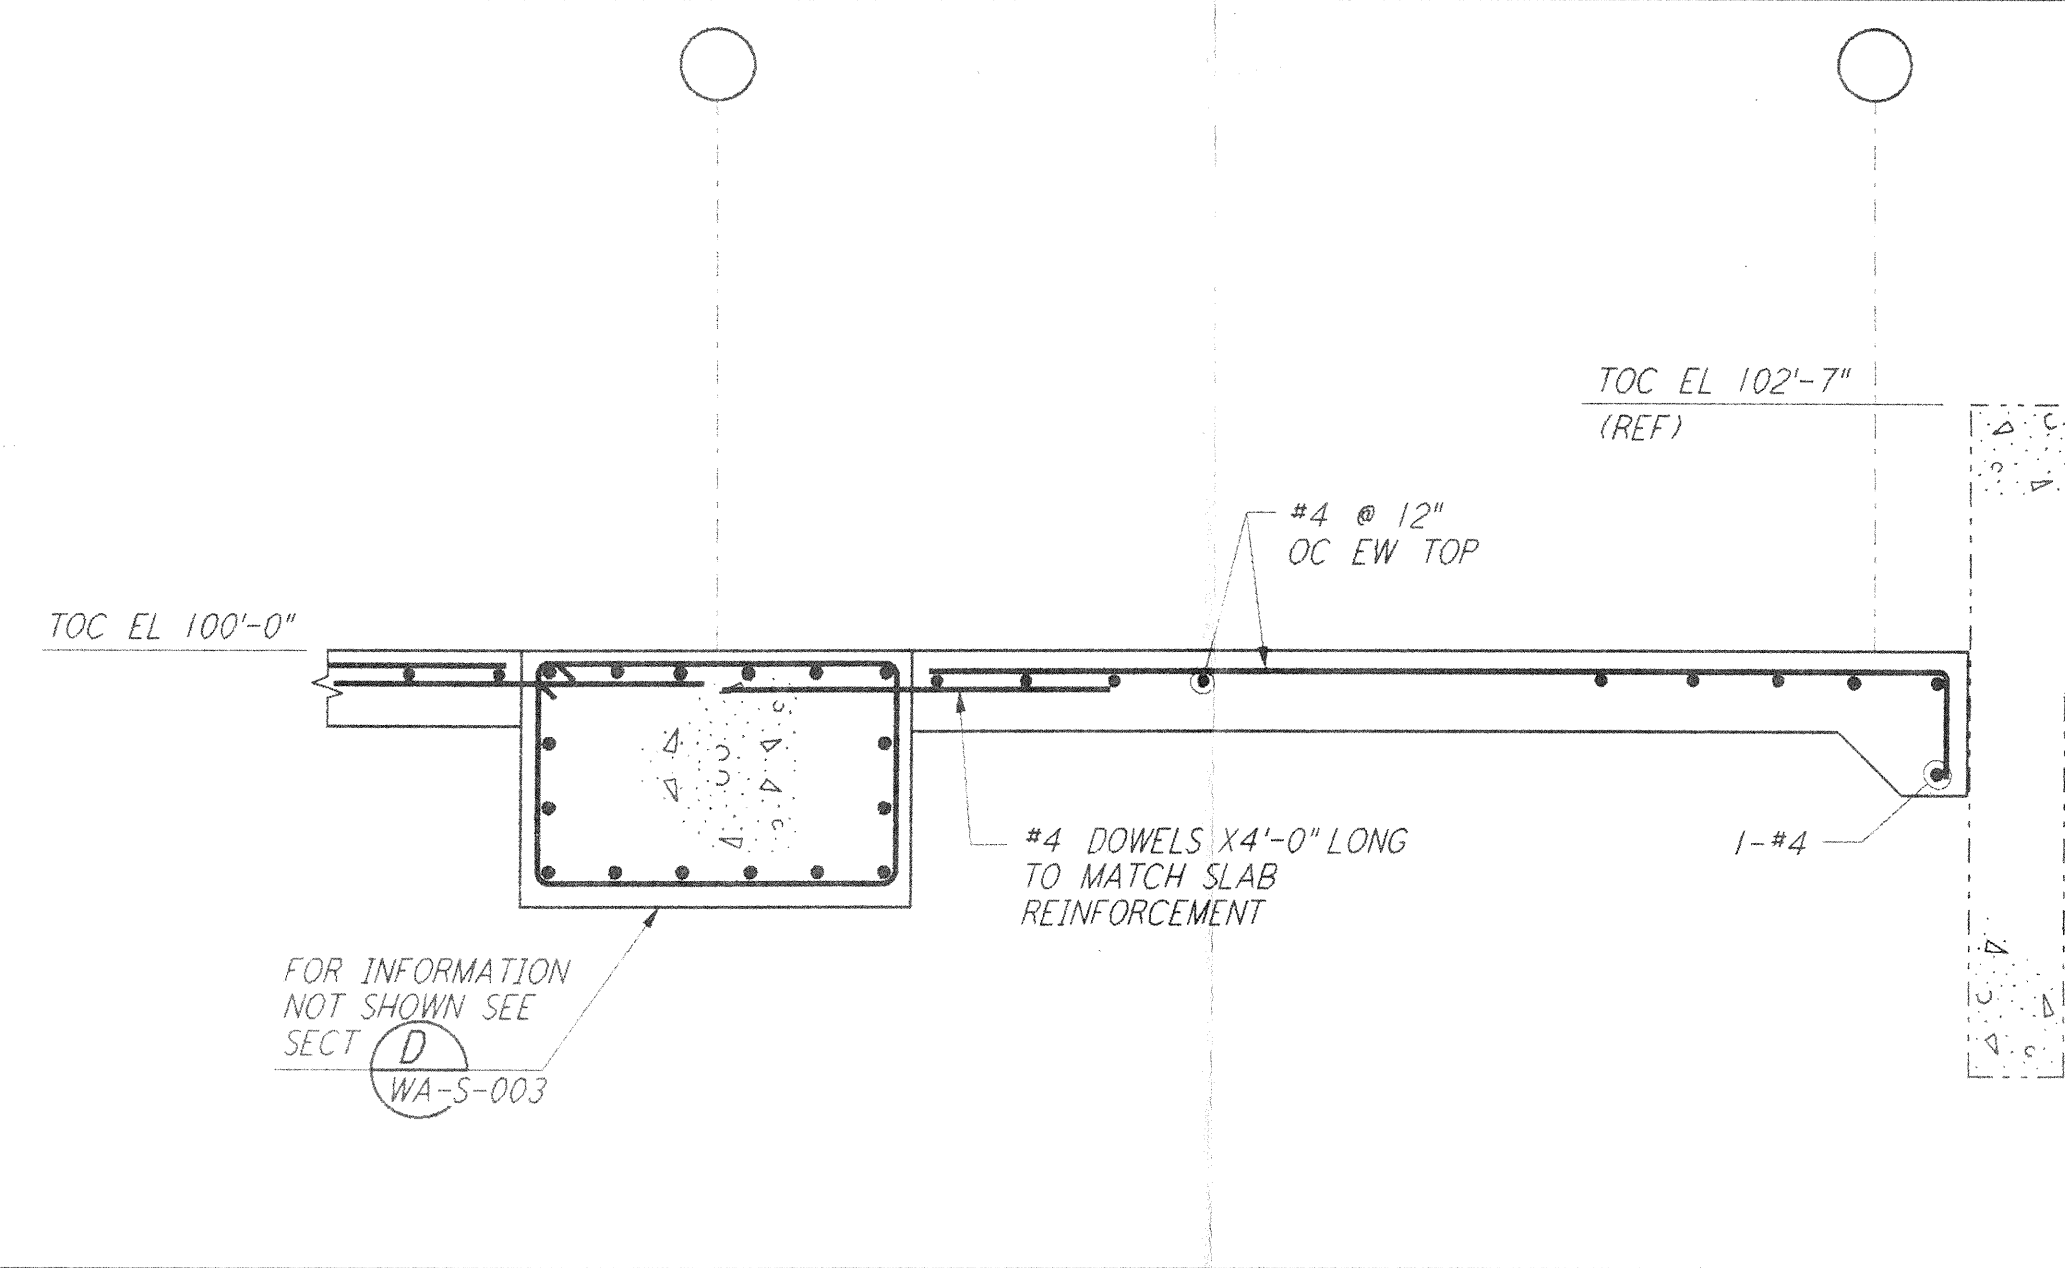 TOC EL 102'-7"
(REF)
#4 @ 12"
OC EW TOP
TOC EL 100'-0"
#4 DOWELS X4'-0" LONG
TO MATCH SLAB
REINFORCEMENT
1-#4
FOR INFORMATION
NOT SHOWN SEE
SECT D
WA-S-003